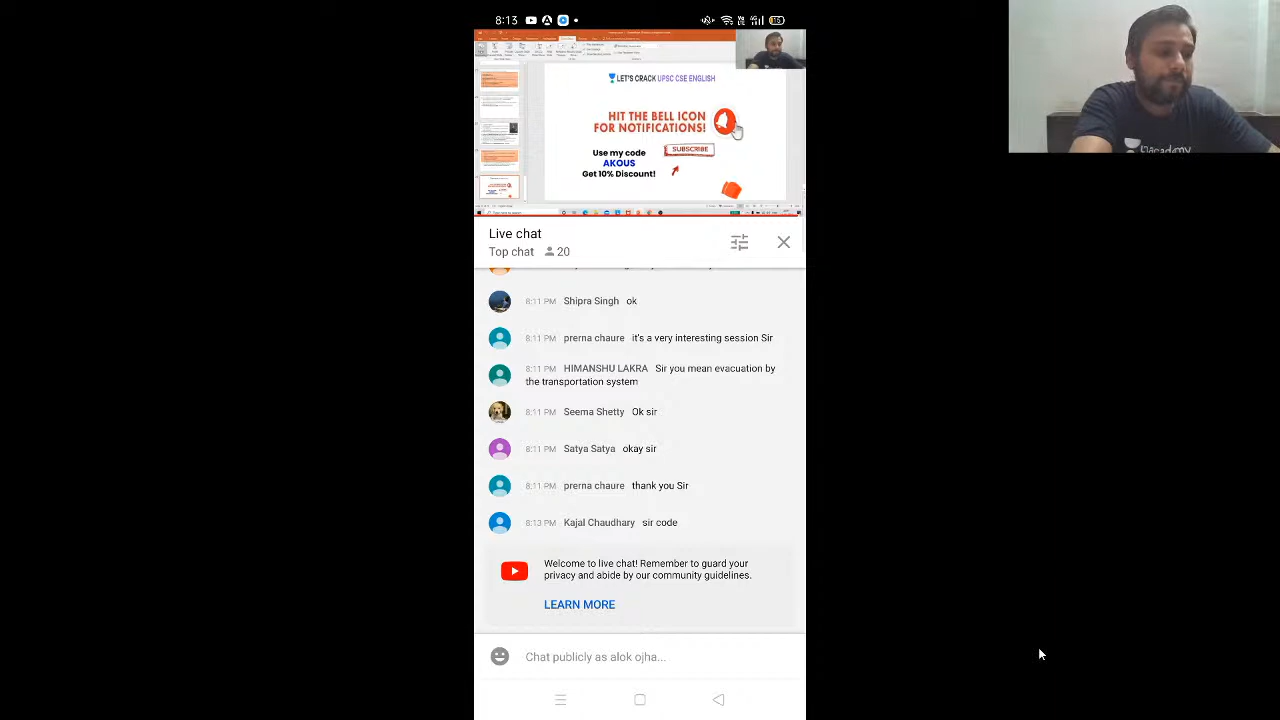 8:13
LET'S CRACK UPSC CSE ENGLISH
HIT THE BELL ICON
FOR NOTIFICATIONS!
SUBSCRIBE
Use my code
AKOUS
Get 10% Discount!
Live chat
Top chat 20
8:11 PM Shipra Singh ok
8:11 PM prerna chaure it's a very interesting session Sir
8:11 PM HIMANSHU LAKRA Sir you mean evacuation by
the transportation system
8:11 PM Seema Shetty Ok sir
8:11 PM Satya Satya okay sir
8:11 PM prerna chaure thank you Sir
8:13 PM Kajal Chaudhary sir code
Welcome to live chat! Remember to guard your
privacy and abide by our community guidelines.
LEARN MORE
Chat publicly as alok ojha...